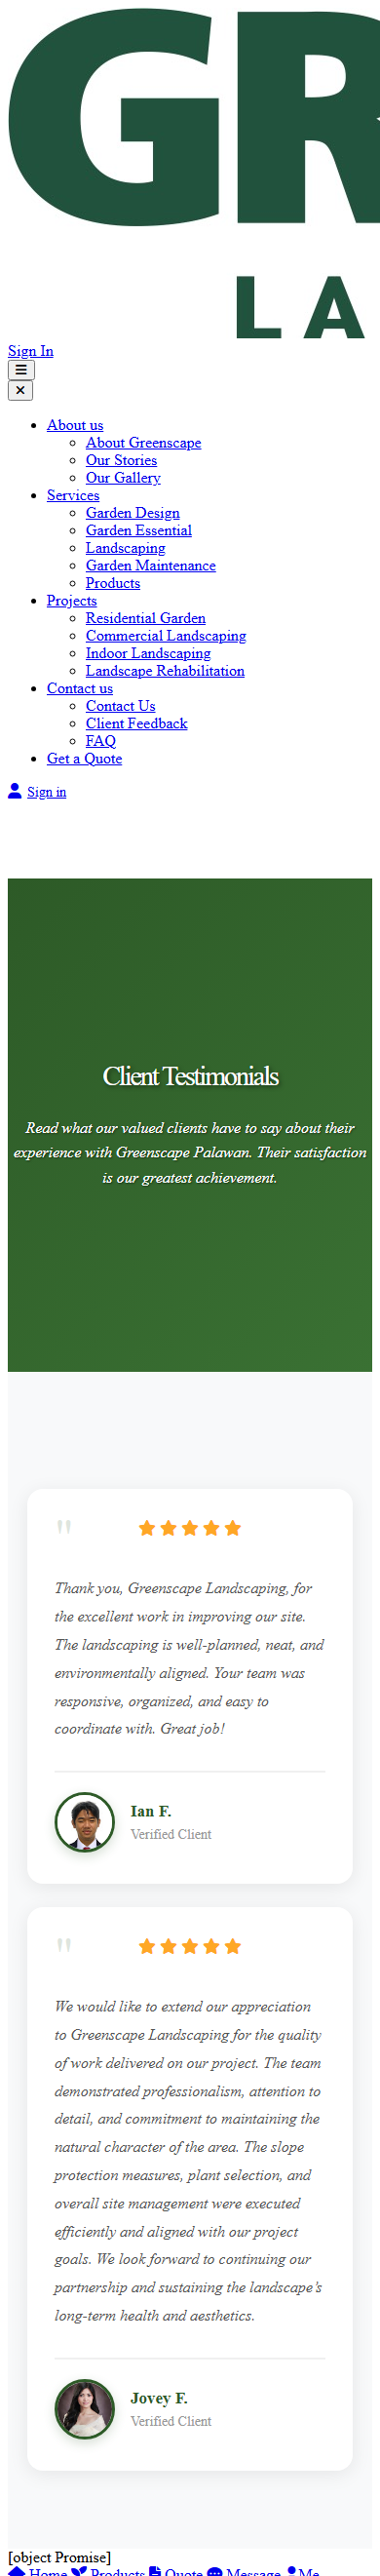 GR
LA
Sign In
About us
About Greenscape
Our Stories
Our Gallery
Services
Garden Design
Garden Essential
Landscaping
Garden Maintenance
Products
Projects
Residential Garden
Commercial Landscaping
Indoor Landscaping
Landscape Rehabilitation
Contact us
Contact Us
Client Feedback
FAQ
Get a Quote
Sign in
Client Testimonials
Read what our valued clients have to say about their
experience with Greenscape Palawan. Their satisfaction
is our greatest achievement.
"
Thank you, Greenscape Landscaping, for
the excellent work in improving our site.
The landscaping is well-planned, neat, and
environmentally aligned. Your team was
responsive, organized, and easy to
coordinate with. Great job!
Ian F.
Verified Client
"
We would like to extend our appreciation
to Greenscape Landscaping for the quality
of work delivered on our project. The team
demonstrated professionalism, attention to
detail, and commitment to maintaining the
natural character of the area. The slope
protection measures, plant selection, and
overall site management were executed
efficiently and aligned with our project
goals. We look forward to continuing our
partnership and sustaining the landscape's
long-term health and aesthetics.
Jovey F.
Verified Client
[object Promise]
Home Products Quote Message Me